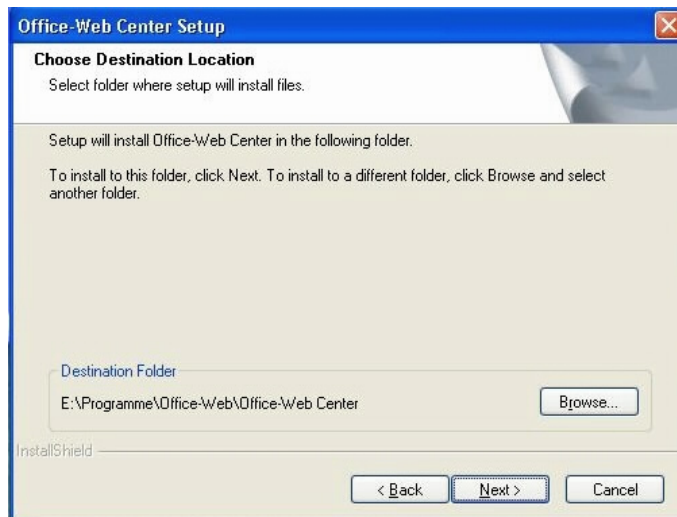 Office-Web Center Setup
Choose Destination Location
Select folder where setup will install files.
Setup will install Office-Web Center in the following folder.
To install to this folder, click Next. To install to a different folder, click Browse and select
another folder.
Destination Folder
E:\Programme\Office-Web\Office-Web Center
Browse...
InstallShield
< Back
Next >
Cancel